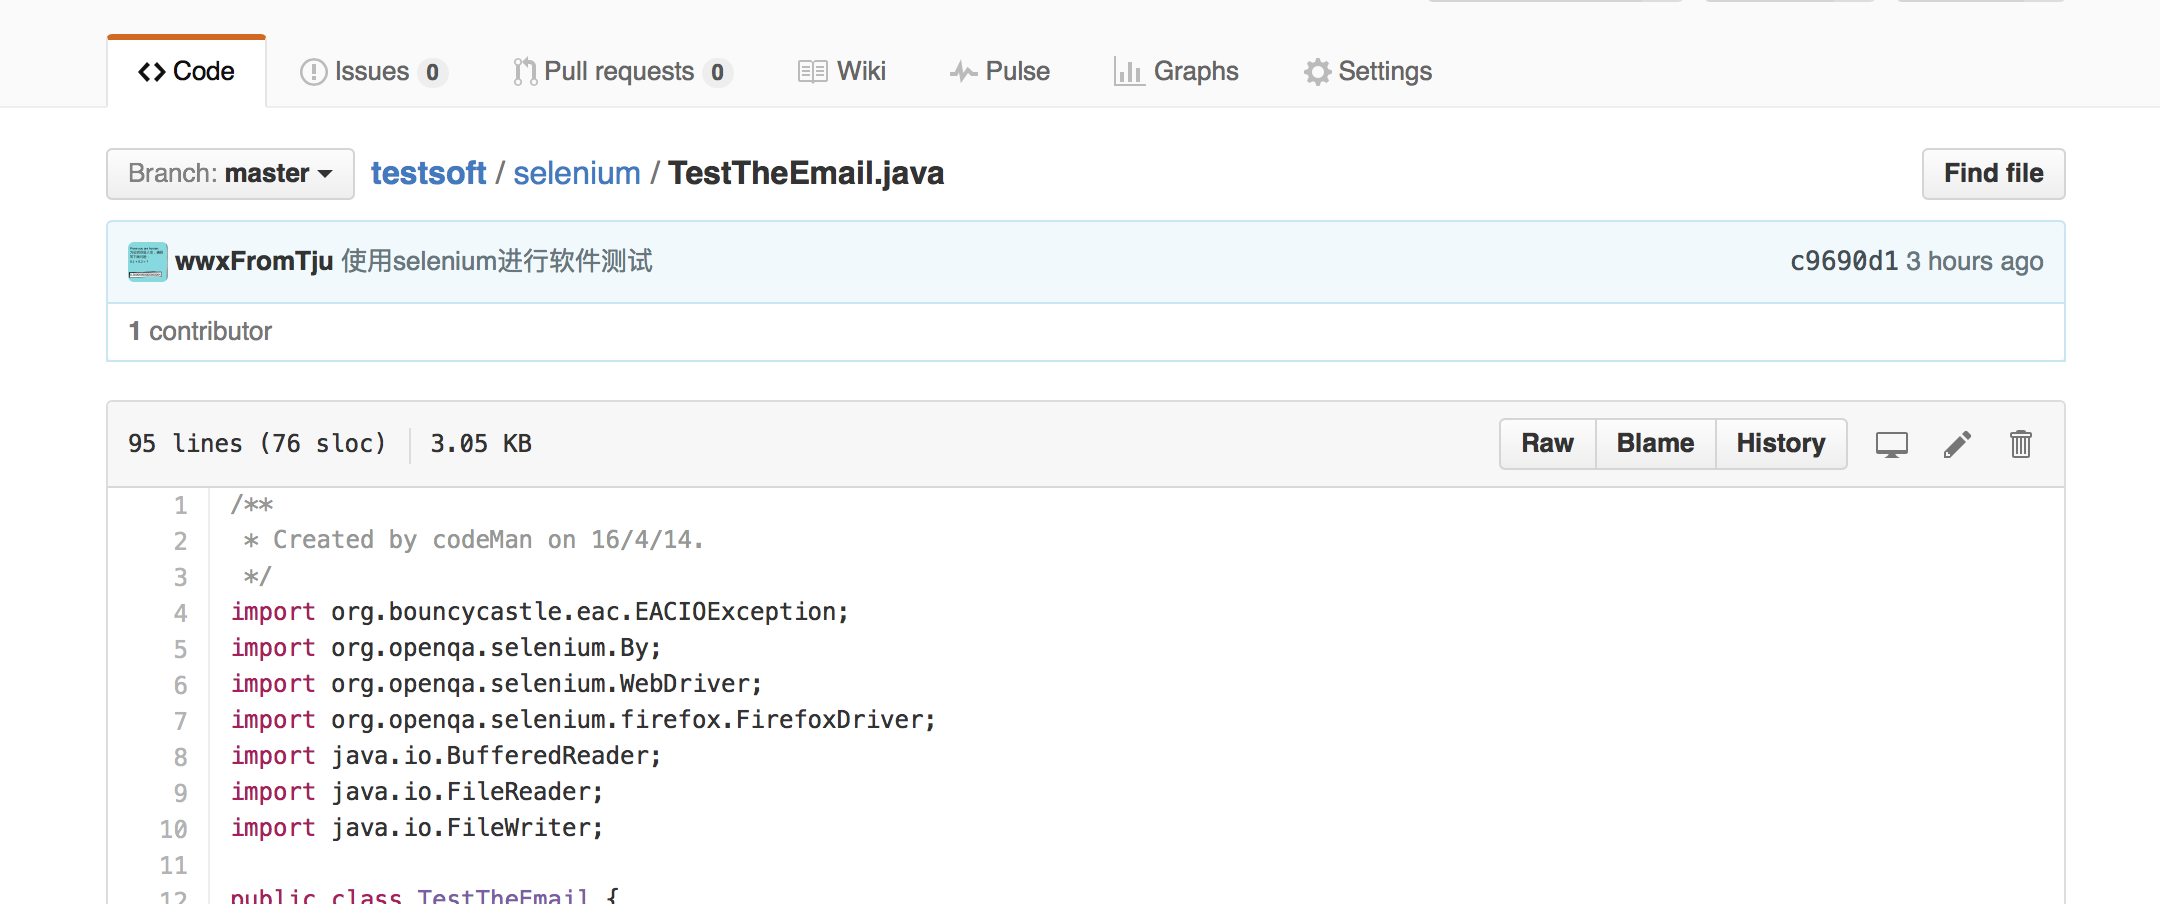 Code Issues 0 Pull requests 0 Wiki Pulse Graphs Settings
Branch: master testsoft / selenium / TestTheEmail.java Find file
wwxFromTju 使用selenium进行软件测试 c9690d1 3 hours ago
1 contributor
95 lines (76 sloc) 3.05 KB Raw Blame History
1 /**
2 * Created by codeMan on 16/4/14.
3 */
4 import org.bouncycastle.eac.EACIOException;
5 import org.openqa.selenium.By;
6 import org.openqa.selenium.WebDriver;
7 import org.openqa.selenium.firefox.FirefoxDriver;
8 import java.io.BufferedReader;
9 import java.io.FileReader;
10 import java.io.FileWriter;
11
12 public class TestTheEmail {